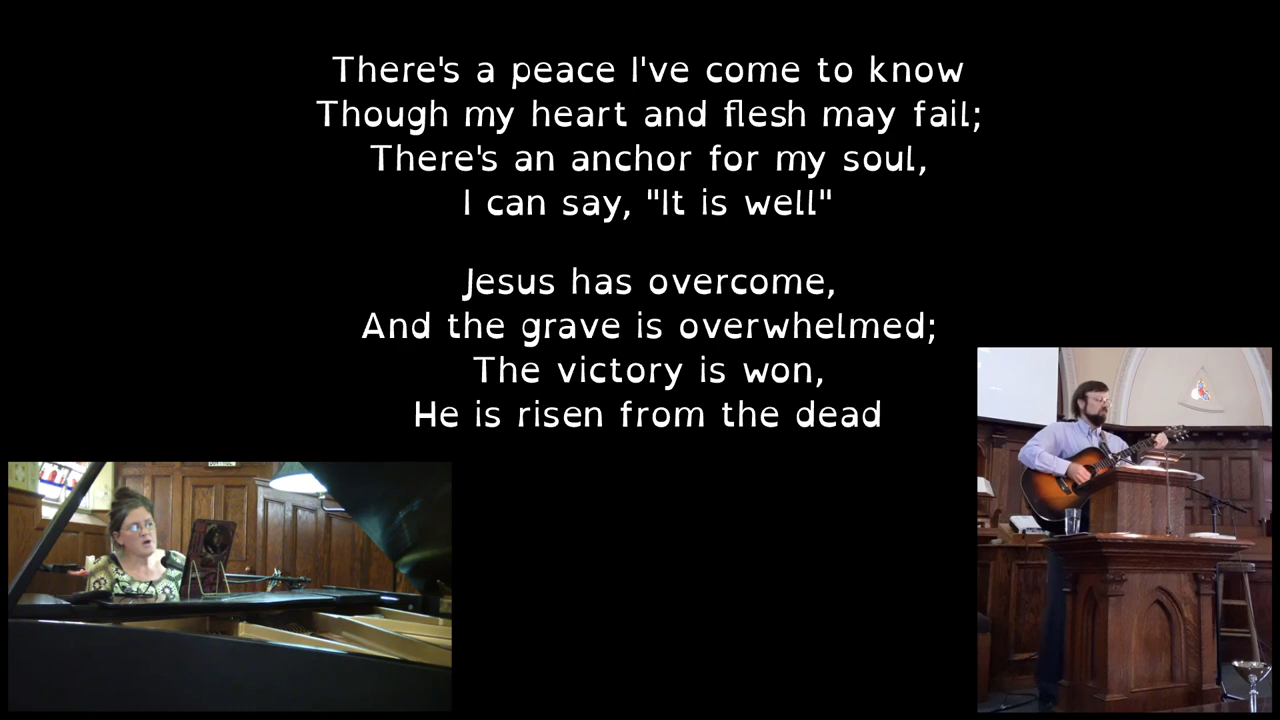 There's a peace I've come to know
Though my heart and flesh may fail;
There's an anchor for my soul,
I can say, "It is well"
Jesus has overcome,
And the grave is overwhelmed;
The victory is won,
He is risen from the dead